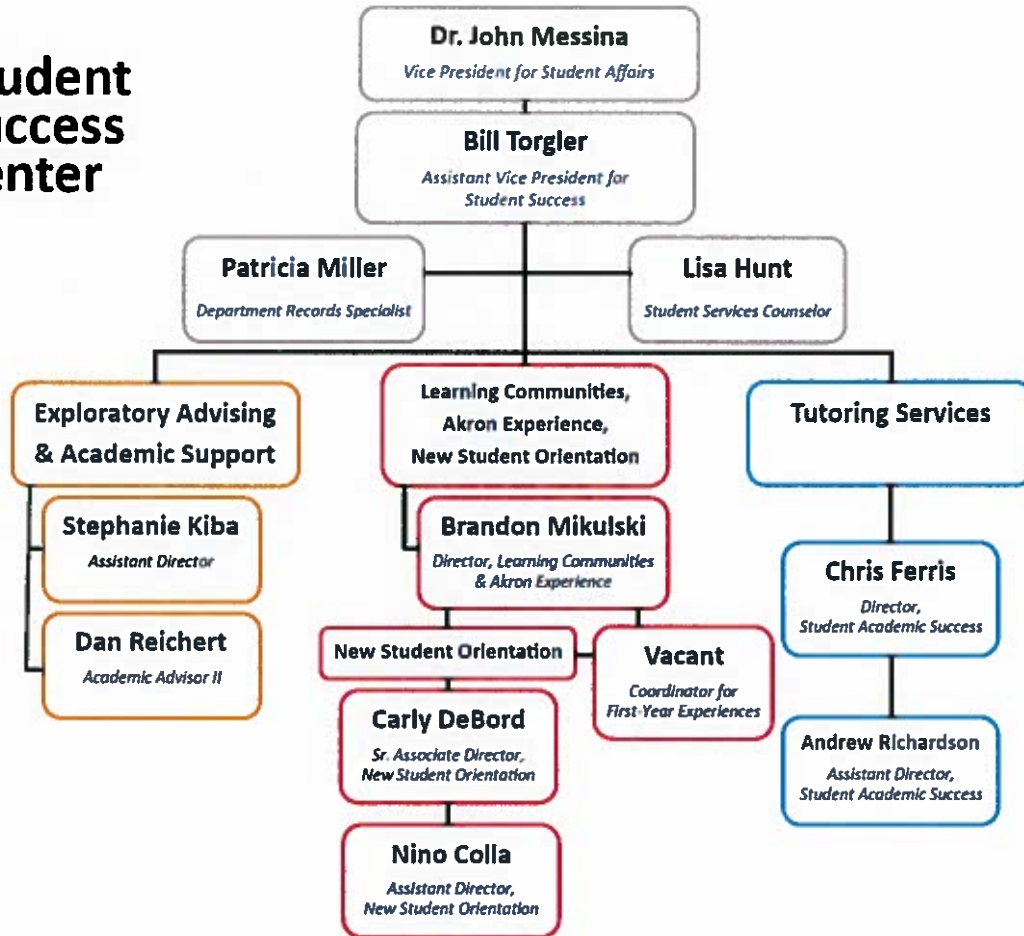 udent
uccess
enter
Dr. John Messina
Vice President for Student Affairs
Bill Torgler
Assistant Vice President for
Student Success
Patricia Miller
Department Records Specialist
Lisa Hunt
Student Services Counselor
Exploratory Advising
& Academic Support
Stephanie Kiba
Assistant Director
Dan Reichert
Academic Advisor II
Learning Communities,
Akron Experience,
New Student Orientation
Brandon Mikulski
Director, Learning Communities
& Akron Experience
New Student Orientation
Vacant
Coordinator for
First-Year Experiences
Carly DeBord
Sr. Associate Director,
New Student Orientation
Nino Colla
Assistant Director,
New Student Orientation
Tutoring Services
Chris Ferris
Director,
Student Academic Success
Andrew Richardson
Assistant Director,
Student Academic Success